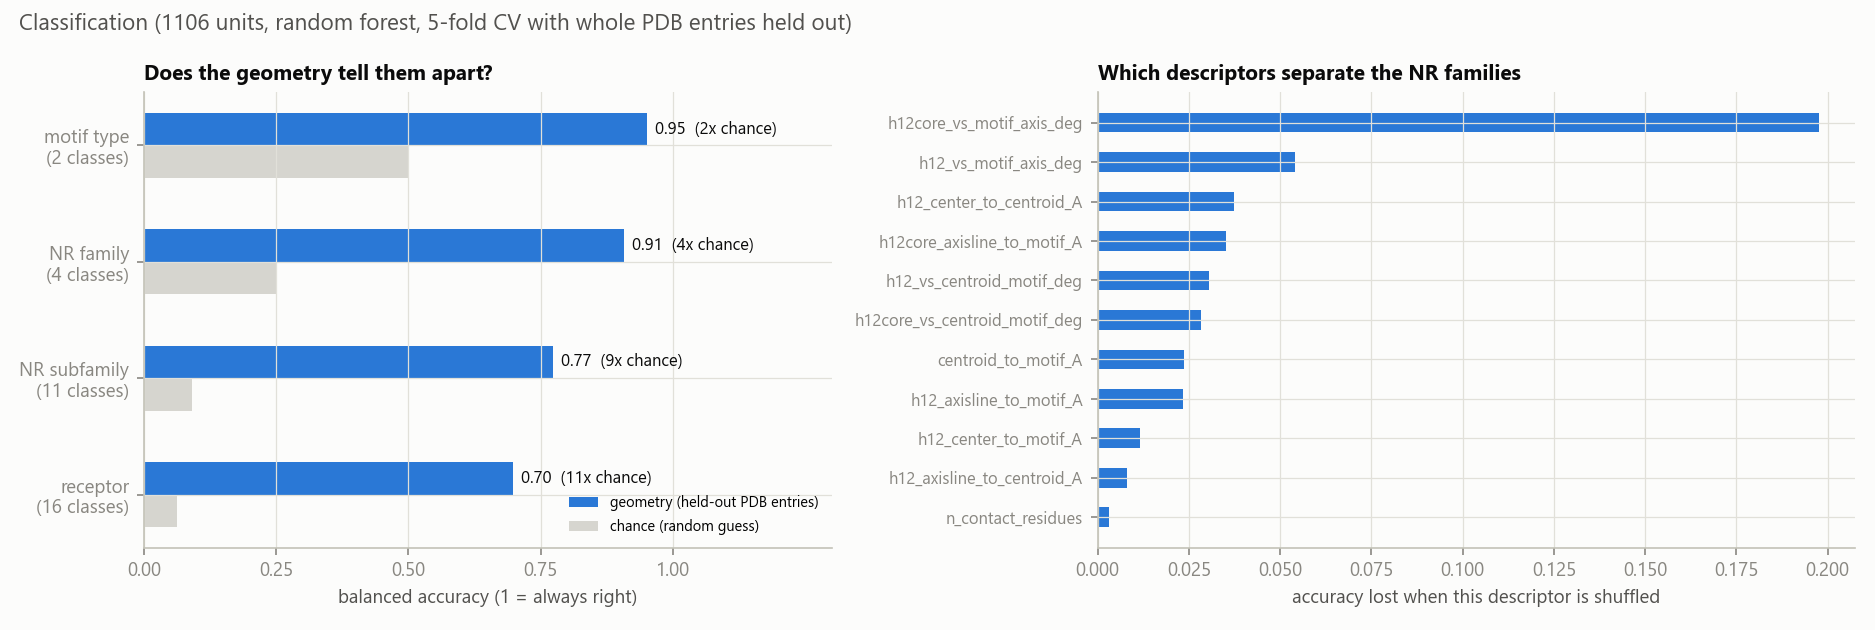 Classification (1106 units, random forest, 5-fold CV with whole PDB entries held out)
Does the geometry tell them apart?
motif type
(2 classes)
0.95 (2x chance)
NR family
(4 classes)
0.91 (4x chance)
NR subfamily
(11 classes)
0.77 (9x chance)
receptor
(16 classes)
0.70 (11x chance)
geometry (held-out PDB entries)
chance (random guess)
0.00 0.25 0.50 0.75 1.00
balanced accuracy (1 = always right)
Which descriptors separate the NR families
h12core_vs_motif_axis_deg
h12_vs_motif_axis_deg
h12_center_to_centroid_A
h12core_axisline_to_motif_A
h12_vs_centroid_motif_deg
h12core_vs_centroid_motif_deg
centroid_to_motif_A
h12_axisline_to_motif_A
h12_center_to_motif_A
h12_axisline_to_centroid_A
n_contact_residues
0.000 0.025 0.050 0.075 0.100 0.125 0.150 0.175 0.200
accuracy lost when this descriptor is shuffled